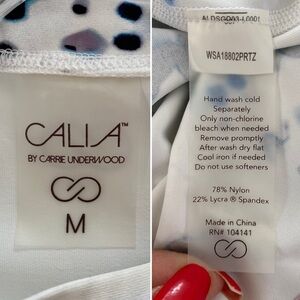 CALIA™
BY CARRIE UNDERWOOD
M
WSA18802PRTZ
Hand wash cold
Separately
Only non-chlorine
bleach when needed
Remove promptly
After wash dry flat
Cool iron if needed
Do not use softeners
78% Nylon
22% Lycra® Spandex
Made in China
RN# 104141